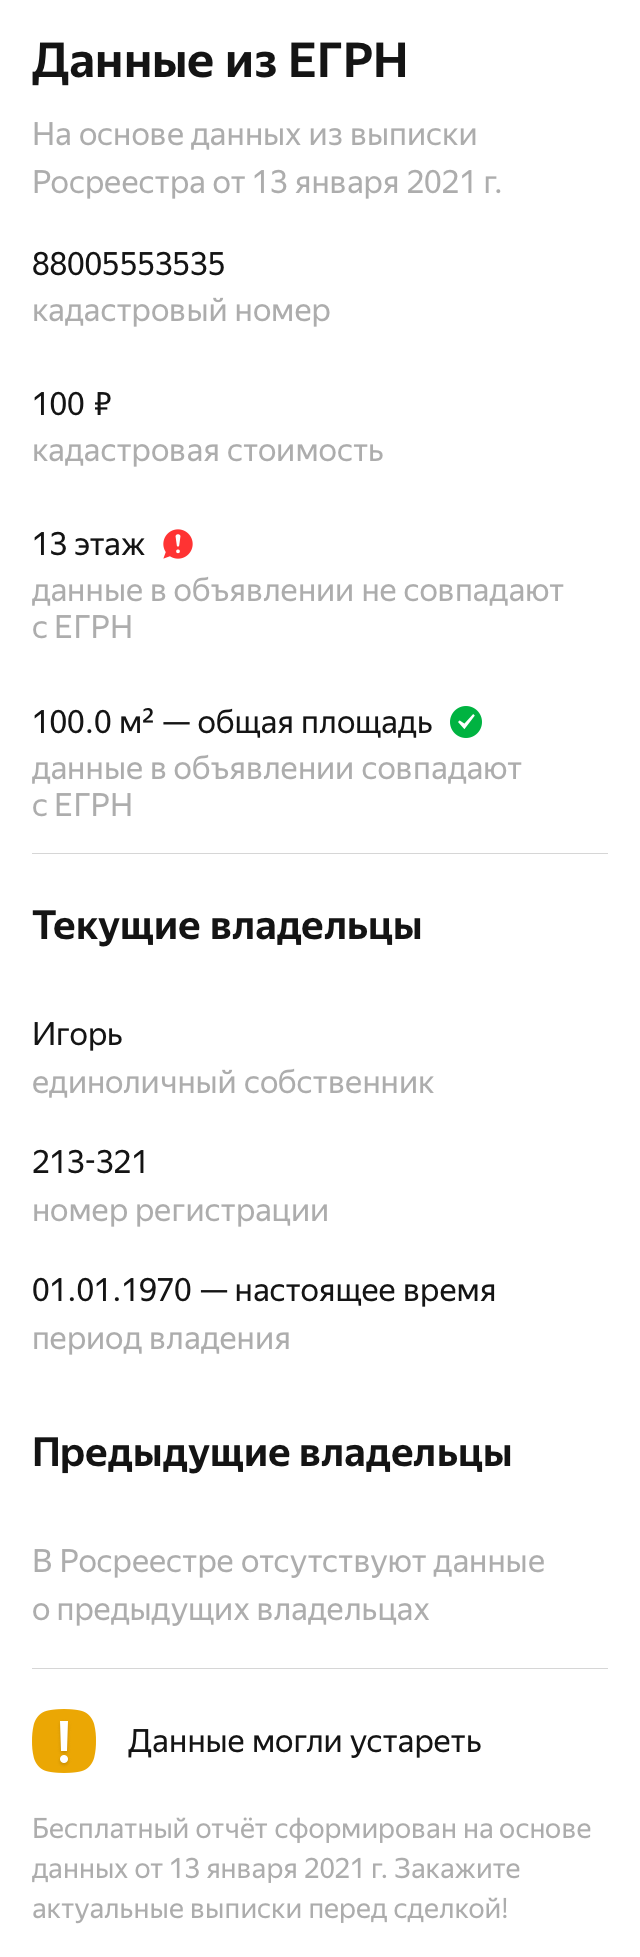 Данные из ЕГРН
На основе данных из выписки
Росреестра от 13 января 2021 г.
88005553535
кадастровый номер
100 ₽
кадастровая стоимость
13 этаж
данные в объявлении не совпадают
с ЕГРН
100.0 м² — общая площадь
данные в объявлении совпадают
с ЕГРН
Текущие владельцы
Игорь
единоличный собственник
213-321
номер регистрации
01.01.1970 — настоящее время
период владения
Предыдущие владельцы
В Росреестре отсутствуют данные
о предыдущих владельцах
Данные могли устареть
Бесплатный отчёт сформирован на основе
данных от 13 января 2021 г. Закажите
актуальные выписки перед сделкой!